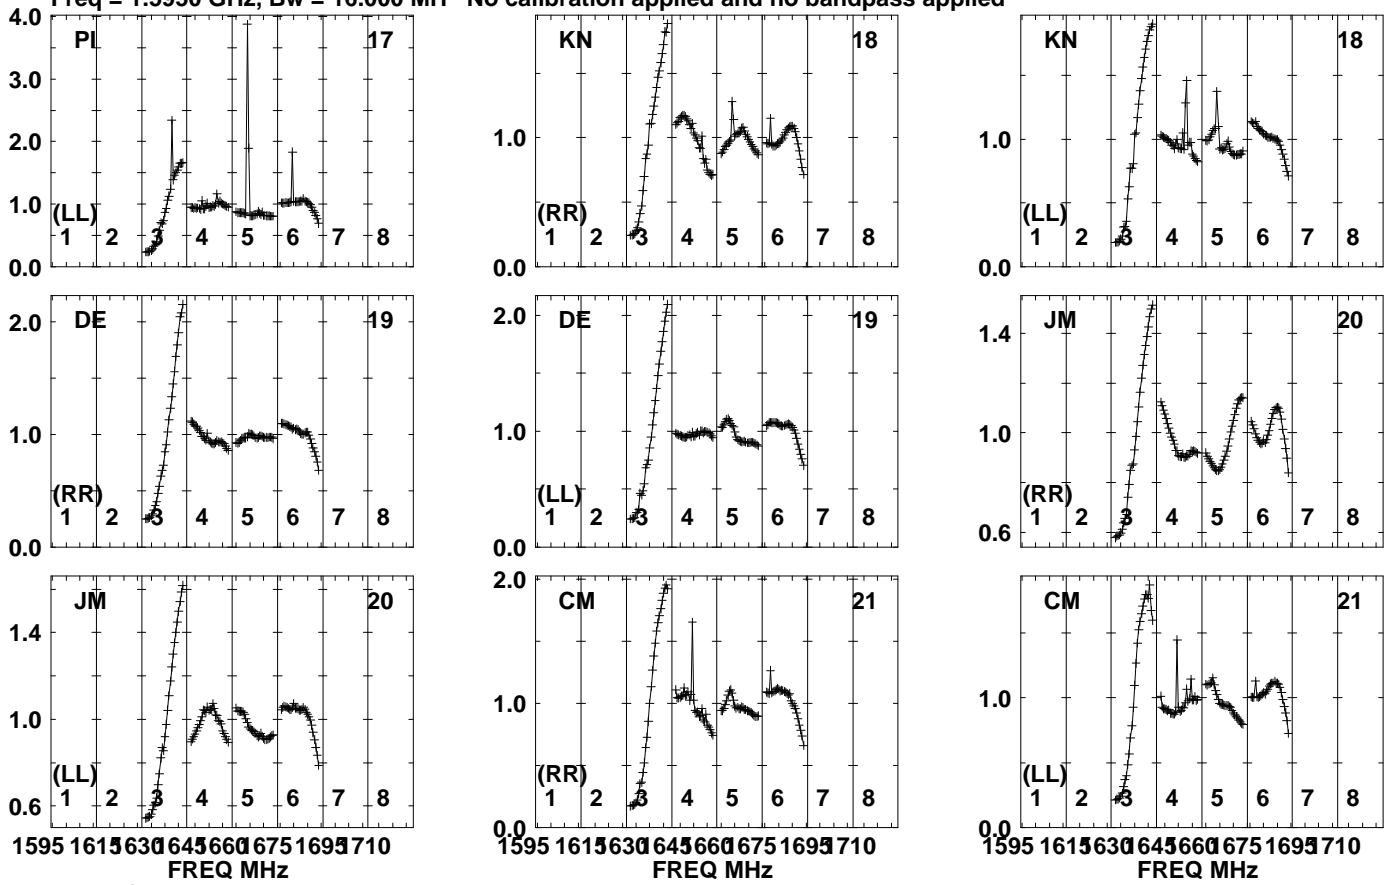 Freq = 1.5950 GHz, Bw = 16.000 MH No calibration applied and no bandpass applied
4.0
3.0
2.0
1.0
0.0
PI 17
(LL)
1 2 3 4 5 6 7 8
1.0
0.0
KN 18
(RR)
1 2 3 4 5 6 7 8
1.0
0.0
KN 18
(LL)
1 2 3 4 5 6 7 8
2.0
1.0
0.0
DE 19
(RR)
1 2 3 4 5 6 7 8
2.0
1.0
0.0
DE 19
(LL)
1 2 3 4 5 6 7 8
1.4
1.0
0.6
JM 20
(RR)
1 2 3 4 5 6 7 8
1.4
1.0
0.6
JM 20
(LL)
1 2 3 4 5 6 7 8
1595 1615 1630 1645 1660 1675 1695 1710
FREQ MHz
2.0
1.0
0.0
CM 21
(RR)
1 2 3 4 5 6 7 8
1595 1615 1630 1645 1660 1675 1695 1710
FREQ MHz
1.0
0.0
CM 21
(LL)
1 2 3 4 5 6 7 8
1595 1615 1630 1645 1660 1675 1695 1710
FREQ MHz